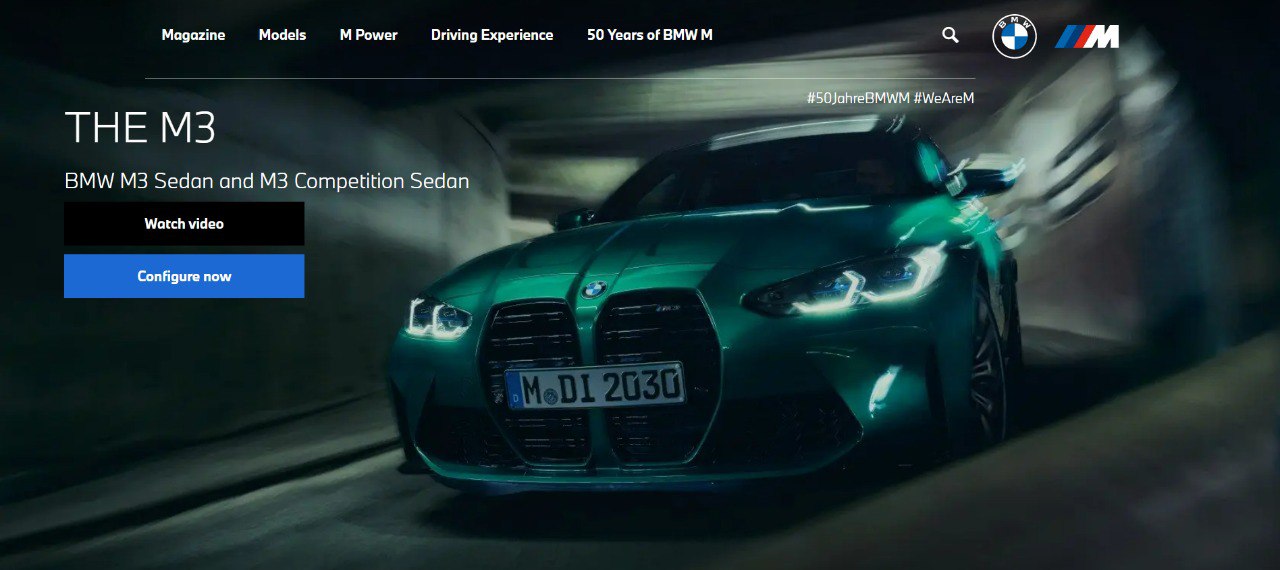 Magazine Models M Power Driving Experience 50 Years of BMW M
BMW
M
#50JahreBMWM #WeAreM
THE M3
BMW M3 Sedan and M3 Competition Sedan
Watch video
Configure now
M3
D M DI 2030